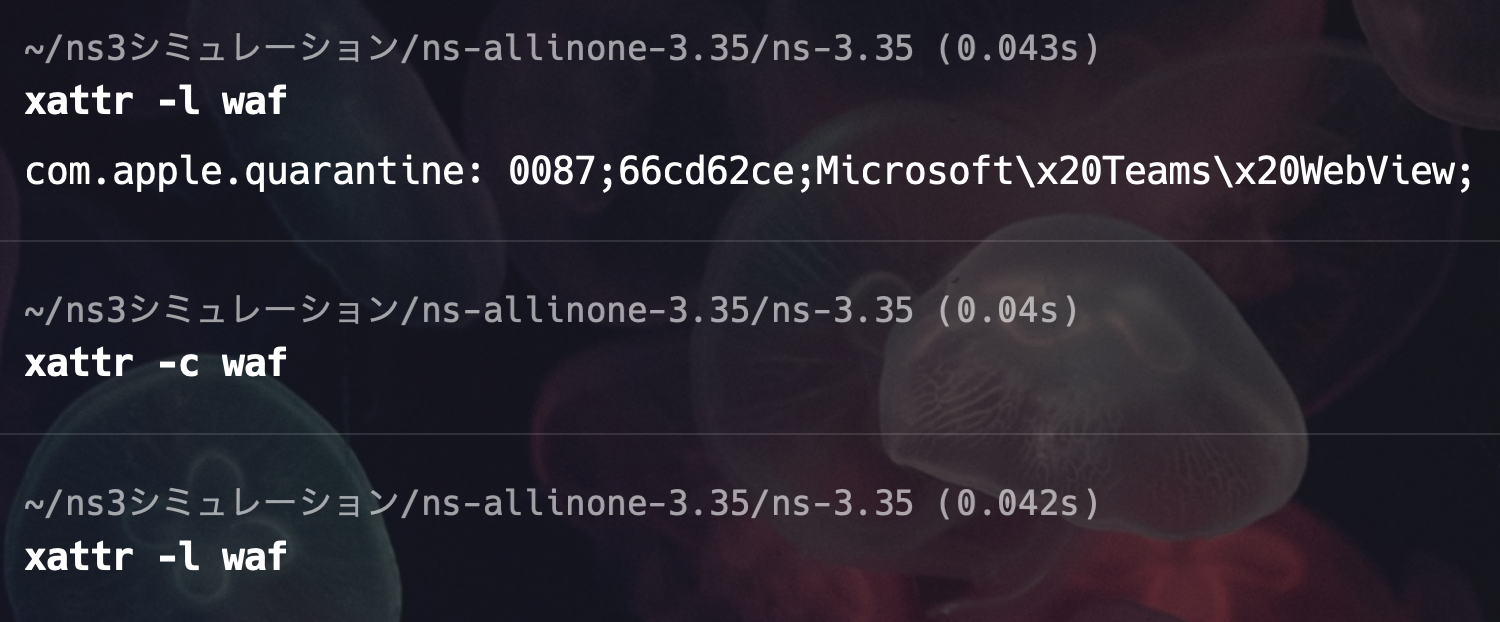 ~/ns3シミュレーション/ns-allinone-3.35/ns-3.35 (0.043s)
xattr -l waf
com.apple.quarantine: 0087;66cd62ce;Microsoft\x20Teams\x20WebView;
~/ns3シミュレーション/ns-allinone-3.35/ns-3.35 (0.04s)
xattr -c waf
~/ns3シミュレーション/ns-allinone-3.35/ns-3.35 (0.042s)
xattr -l waf